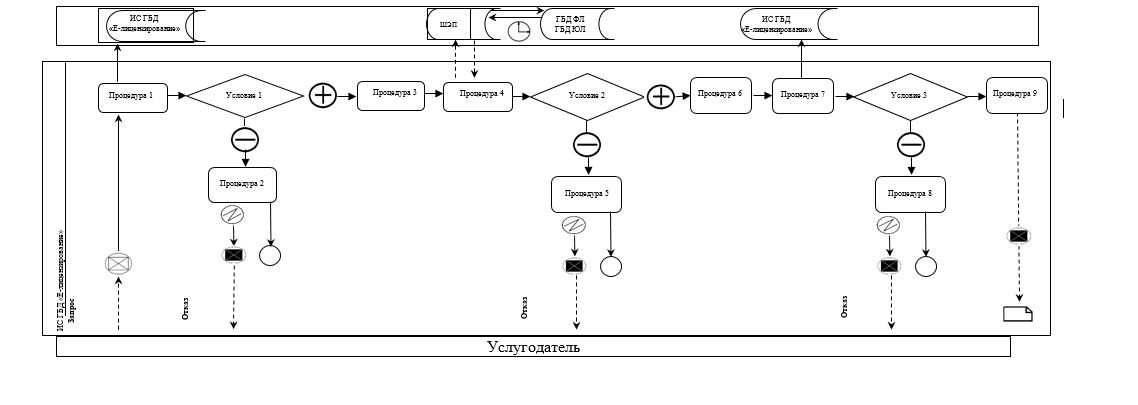 ИС ГБД
«Е-лицензирование»
ШЭП
ГБД ФЛ
ГБД ЮЛ
ИС ГБД
«Е-лицензирование»
Процедура 1
Условие 1
Процедура 3
Процедура 4
Условие 2
Процедура 6
Процедура 7
Условие 3
Процедура 9
Процедура 2
Процедура 5
Процедура 8
ИС ГБД «Е-лицензирование»
Запрос
Отказ
Отказ
Отказ
Услугодатель